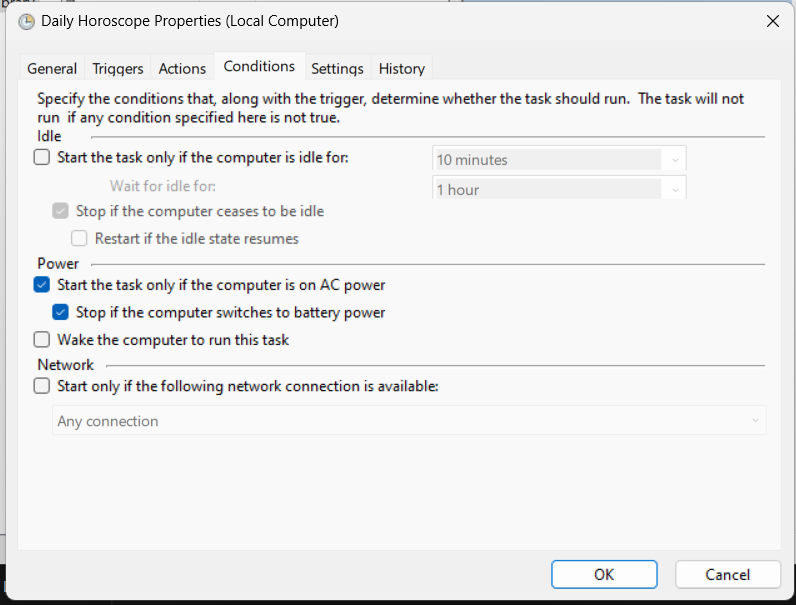 Daily Horoscope Properties (Local Computer)
General Triggers Actions Conditions Settings History
Specify the conditions that, along with the trigger, determine whether the task should run. The task will not
run if any condition specified here is not true.
Idle
Start the task only if the computer is idle for: 10 minutes
Wait for idle for: 1 hour
Stop if the computer ceases to be idle
Restart if the idle state resumes
Power
Start the task only if the computer is on AC power
Stop if the computer switches to battery power
Wake the computer to run this task
Network
Start only if the following network connection is available:
Any connection
OK Cancel